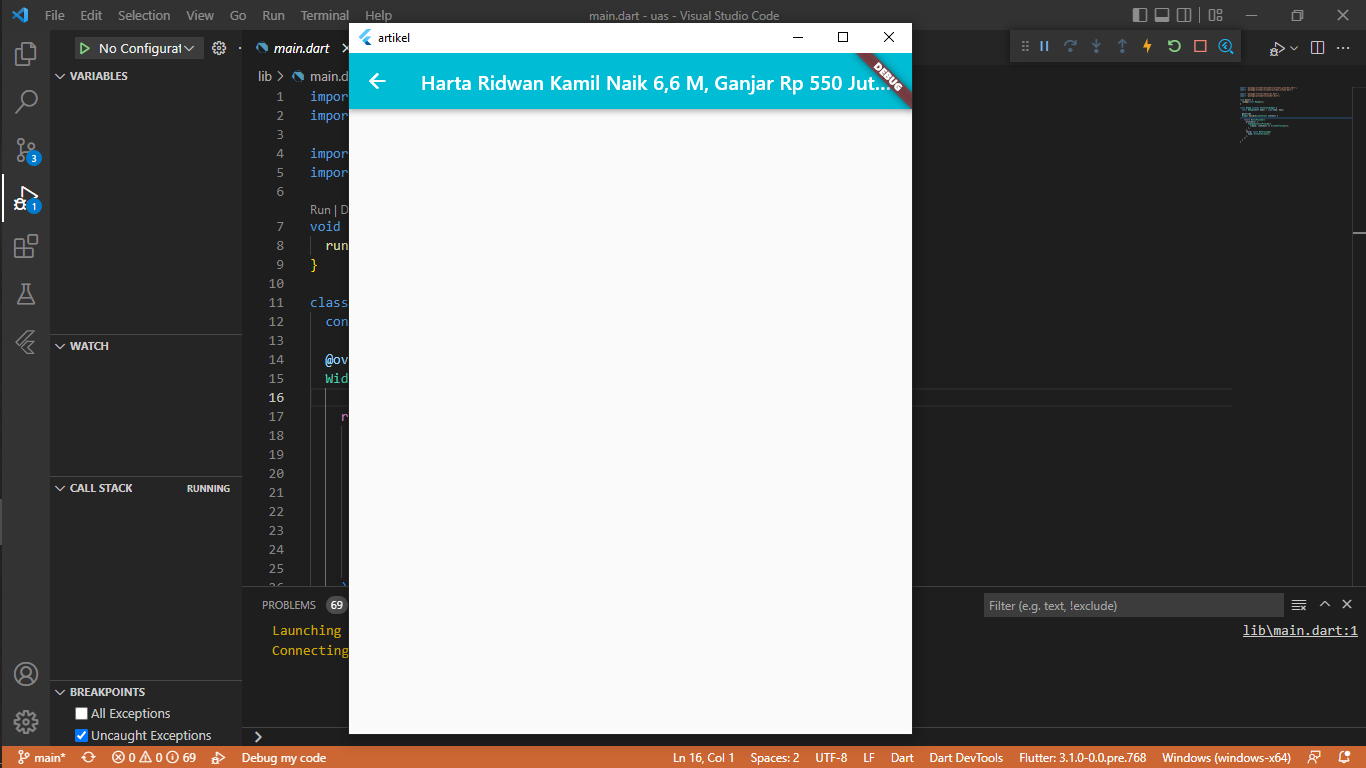 File Edit Selection View Go Run Terminal Help
main.dart - uas - Visual Studio Code
No Configurat
main.dart
VARIABLES
WATCH
CALL STACK
RUNNING
BREAKPOINTS
All Exceptions
Uncaught Exceptions
3
1
lib > main.d
1 impor
2 impor
3
4 impor
5 impor
6
Run | D
7 void
8 run
9 }
10
11 class
12 con
13
14 @ov
15 Wid
16
17 r
18
19
20
21
22
23
24
25
artikel
Harta Ridwan Kamil Naik 6,6 M, Ganjar Rp 550 Jut...
DEBUG
PROBLEMS 69
Filter (e.g. text, !exclude)
Launching
lib\main.dart:1
Connecting
main* 0 0 69 Debug my code
Ln 16, Col 1 Spaces: 2 UTF-8 LF Dart Dart DevTools Flutter: 3.1.0-0.0.pre.768 Windows (windows-x64)